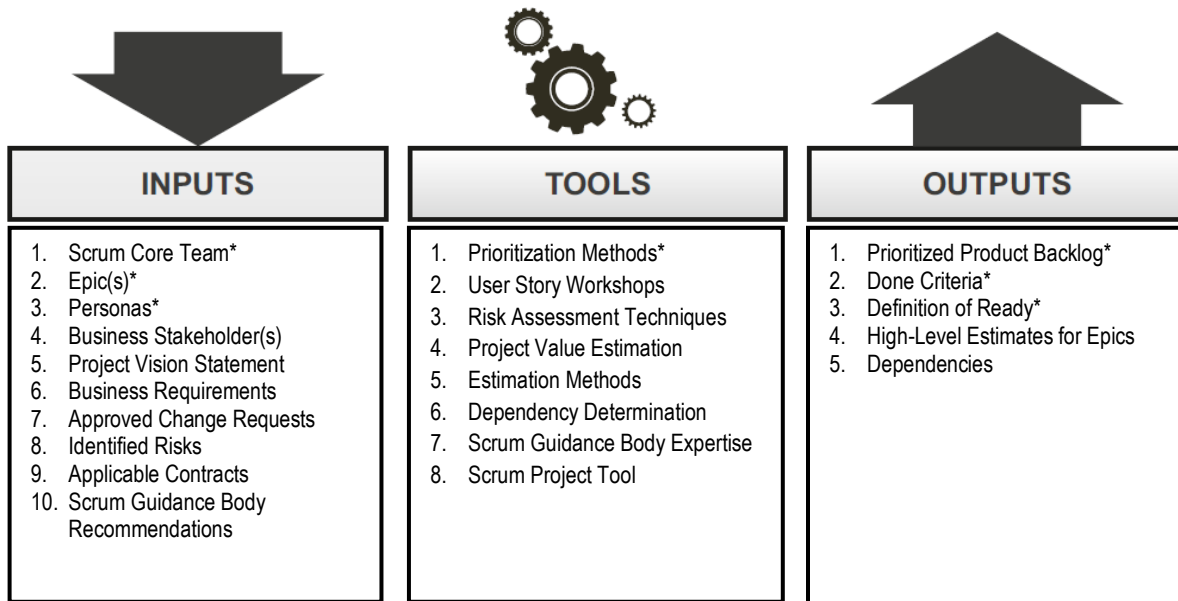 INPUTS
1. Scrum Core Team*
2. Epic(s)*
3. Personas*
4. Business Stakeholder(s)
5. Project Vision Statement
6. Business Requirements
7. Approved Change Requests
8. Identified Risks
9. Applicable Contracts
10. Scrum Guidance Body
Recommendations
TOOLS
1. Prioritization Methods*
2. User Story Workshops
3. Risk Assessment Techniques
4. Project Value Estimation
5. Estimation Methods
6. Dependency Determination
7. Scrum Guidance Body Expertise
8. Scrum Project Tool
OUTPUTS
1. Prioritized Product Backlog*
2. Done Criteria*
3. Definition of Ready*
4. High-Level Estimates for Epics
5. Dependencies